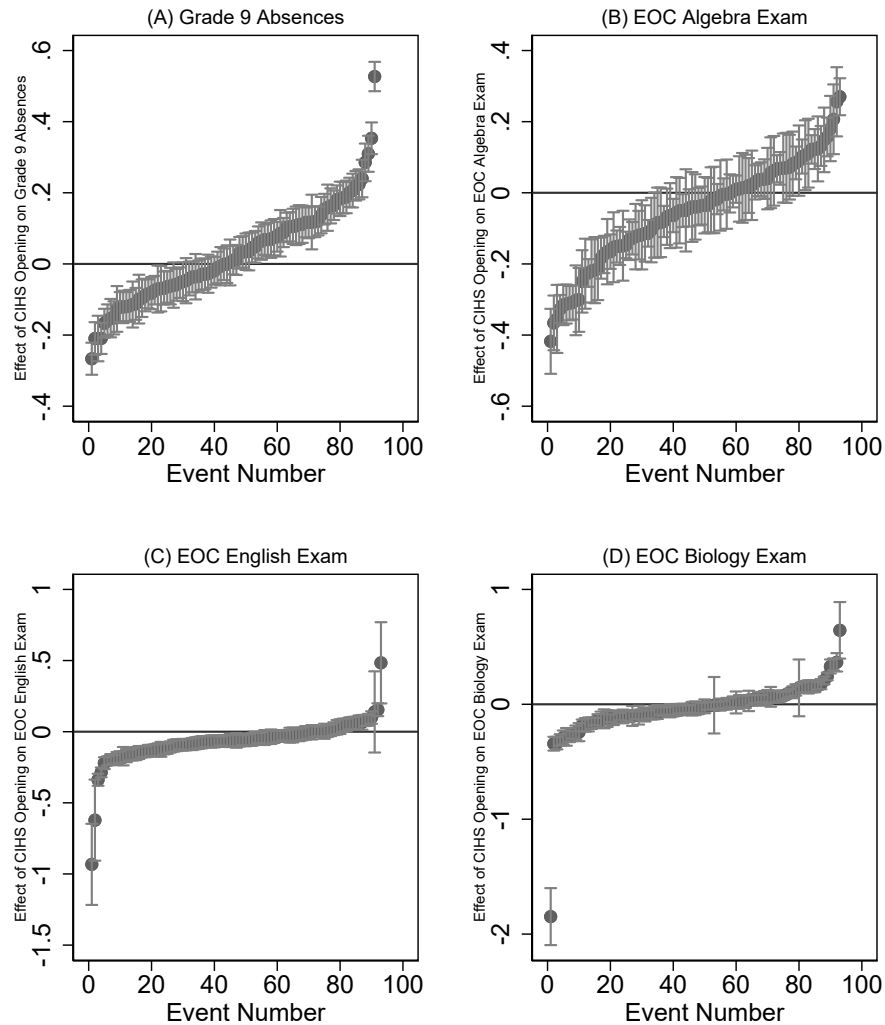 (A) Grade 9 Absences
Effect of CIHS Opening on Grade 9 Absences
.6
.4
.2
0
-.2
-.4
0 20 40 60 80 100
Event Number
(B) EOC Algebra Exam
Effect of CIHS Opening on EOC Algebra Exam
.4
.2
0
-.2
-.4
-.6
0 20 40 60 80 100
Event Number
(C) EOC English Exam
Effect of CIHS Opening on EOC English Exam
1
.5
0
-.5
-1
-1.5
0 20 40 60 80 100
Event Number
(D) EOC Biology Exam
Effect of CIHS Opening on EOC Biology Exam
1
0
-1
-2
0 20 40 60 80 100
Event Number